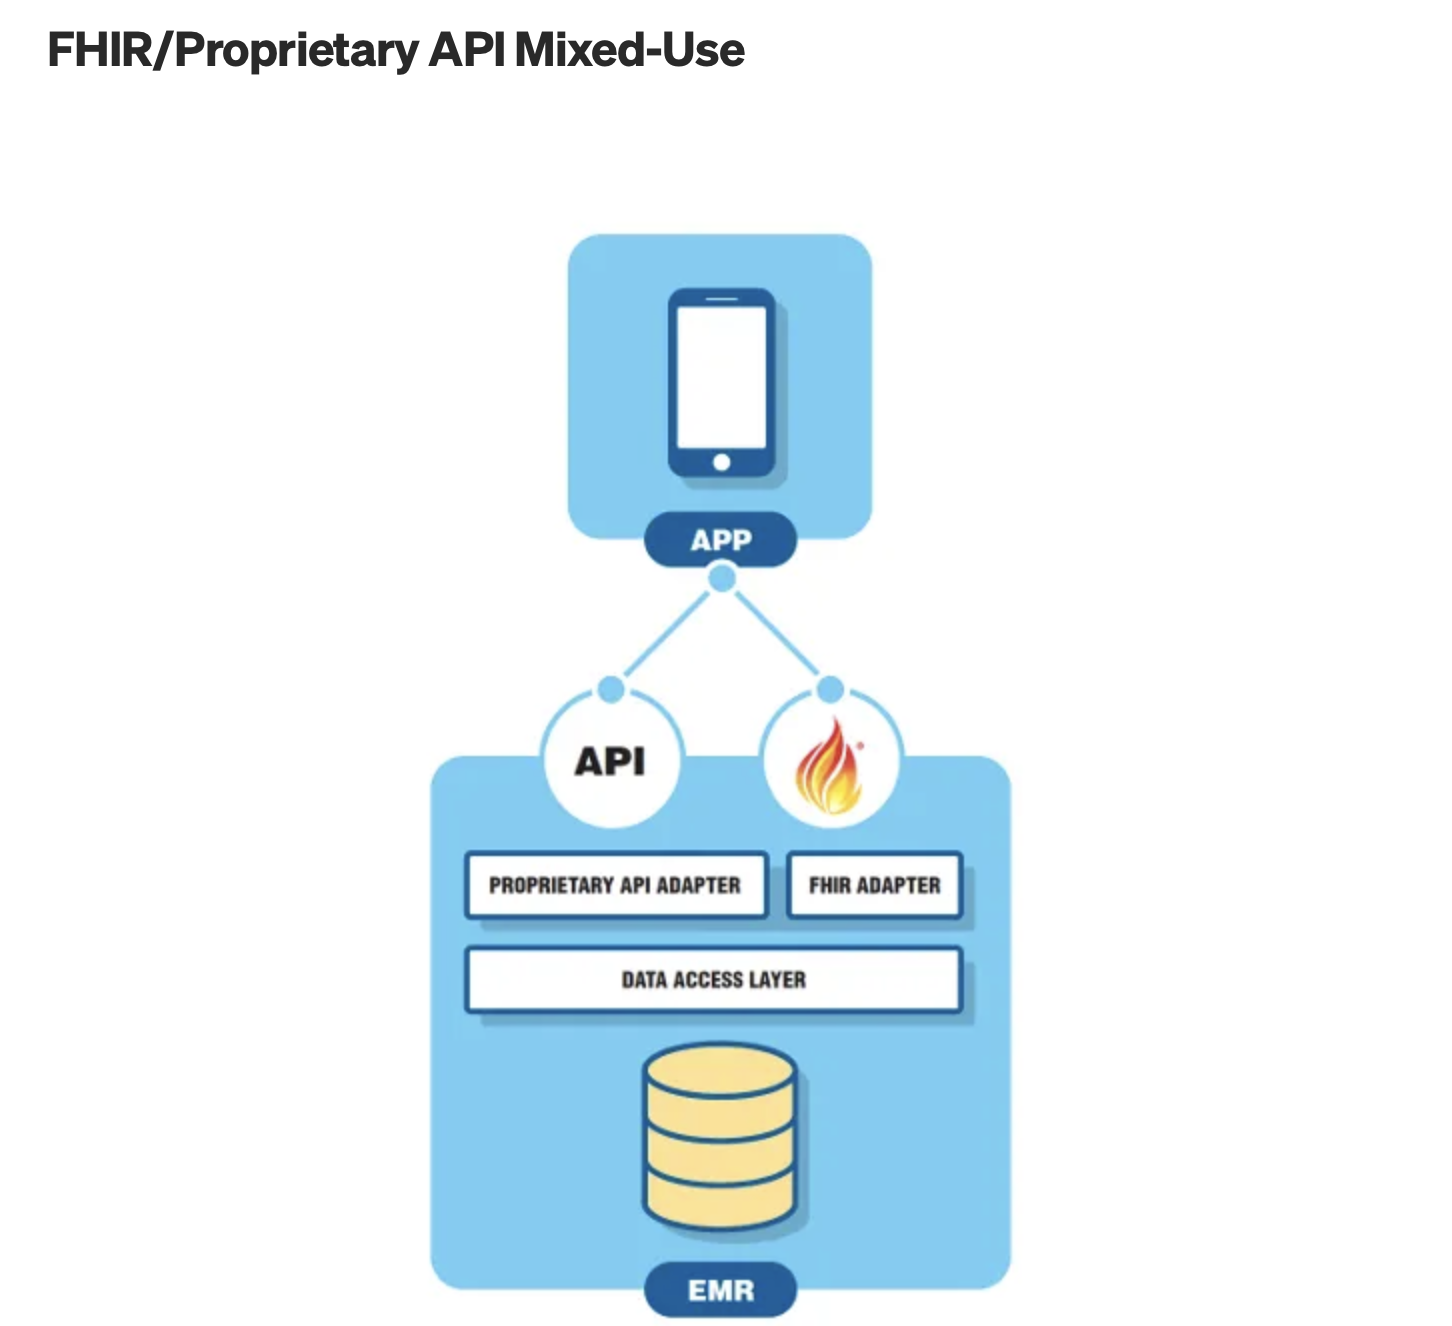 FHIR/Proprietary API Mixed-Use
APP
API
PROPRIETARY API ADAPTER
FHIR ADAPTER
DATA ACCESS LAYER
EMR